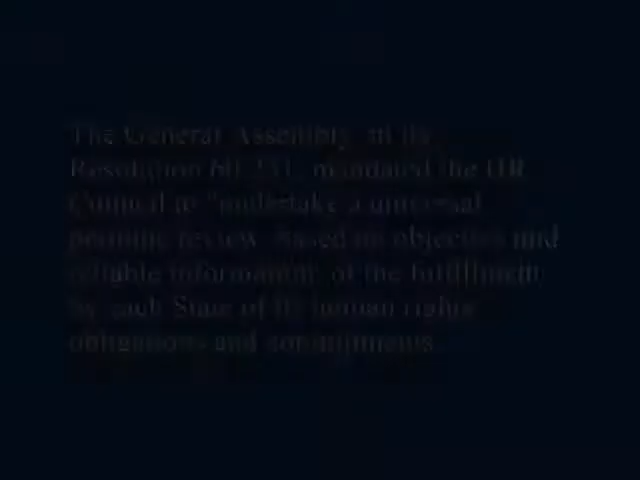 The General Assembly, in its
Resolution 60/251, mandated the HR
Council to "undertake a universal
periodic review, based on objective and
reliable information, of the fulfillment
by each State of its human rights
obligations and commitments